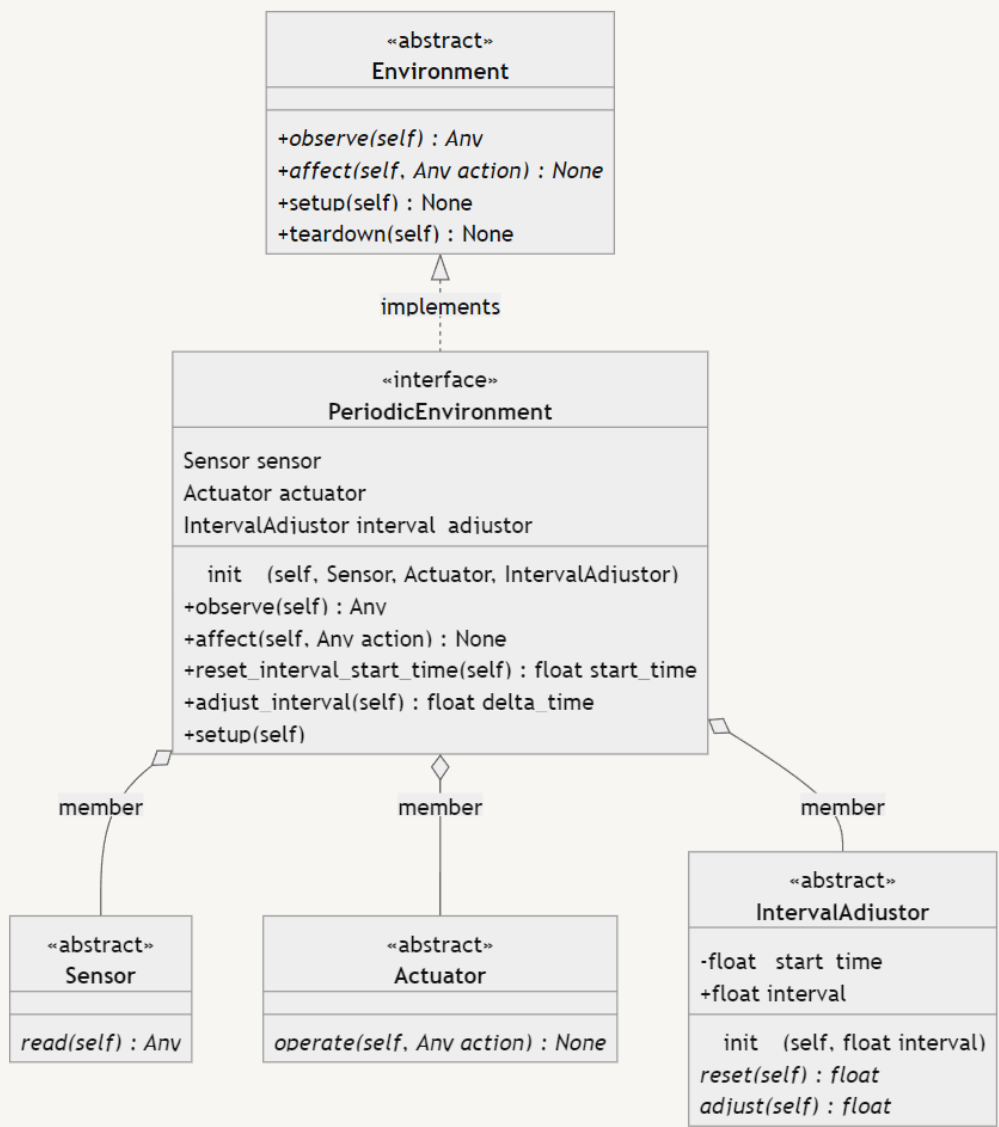 «abstract»
Environment
+observe(self) : Any
+affect(self, Any action) : None
+setup(self) : None
+teardown(self) : None
implements
«interface»
PeriodicEnvironment
Sensor sensor
Actuator actuator
IntervalAdjustor interval_adjustor
__init__(self, Sensor, Actuator, IntervalAdjustor)
+observe(self) : Any
+affect(self, Any action) : None
+reset_interval_start_time(self) : float start_time
+adjust_interval(self) : float delta_time
+setup(self)
member
member
member
«abstract»
Sensor
read(self) : Any
«abstract»
Actuator
operate(self, Any action) : None
«abstract»
IntervalAdjustor
-float _start_time
+float interval
__init__(self, float interval)
reset(self) : float
adjust(self) : float